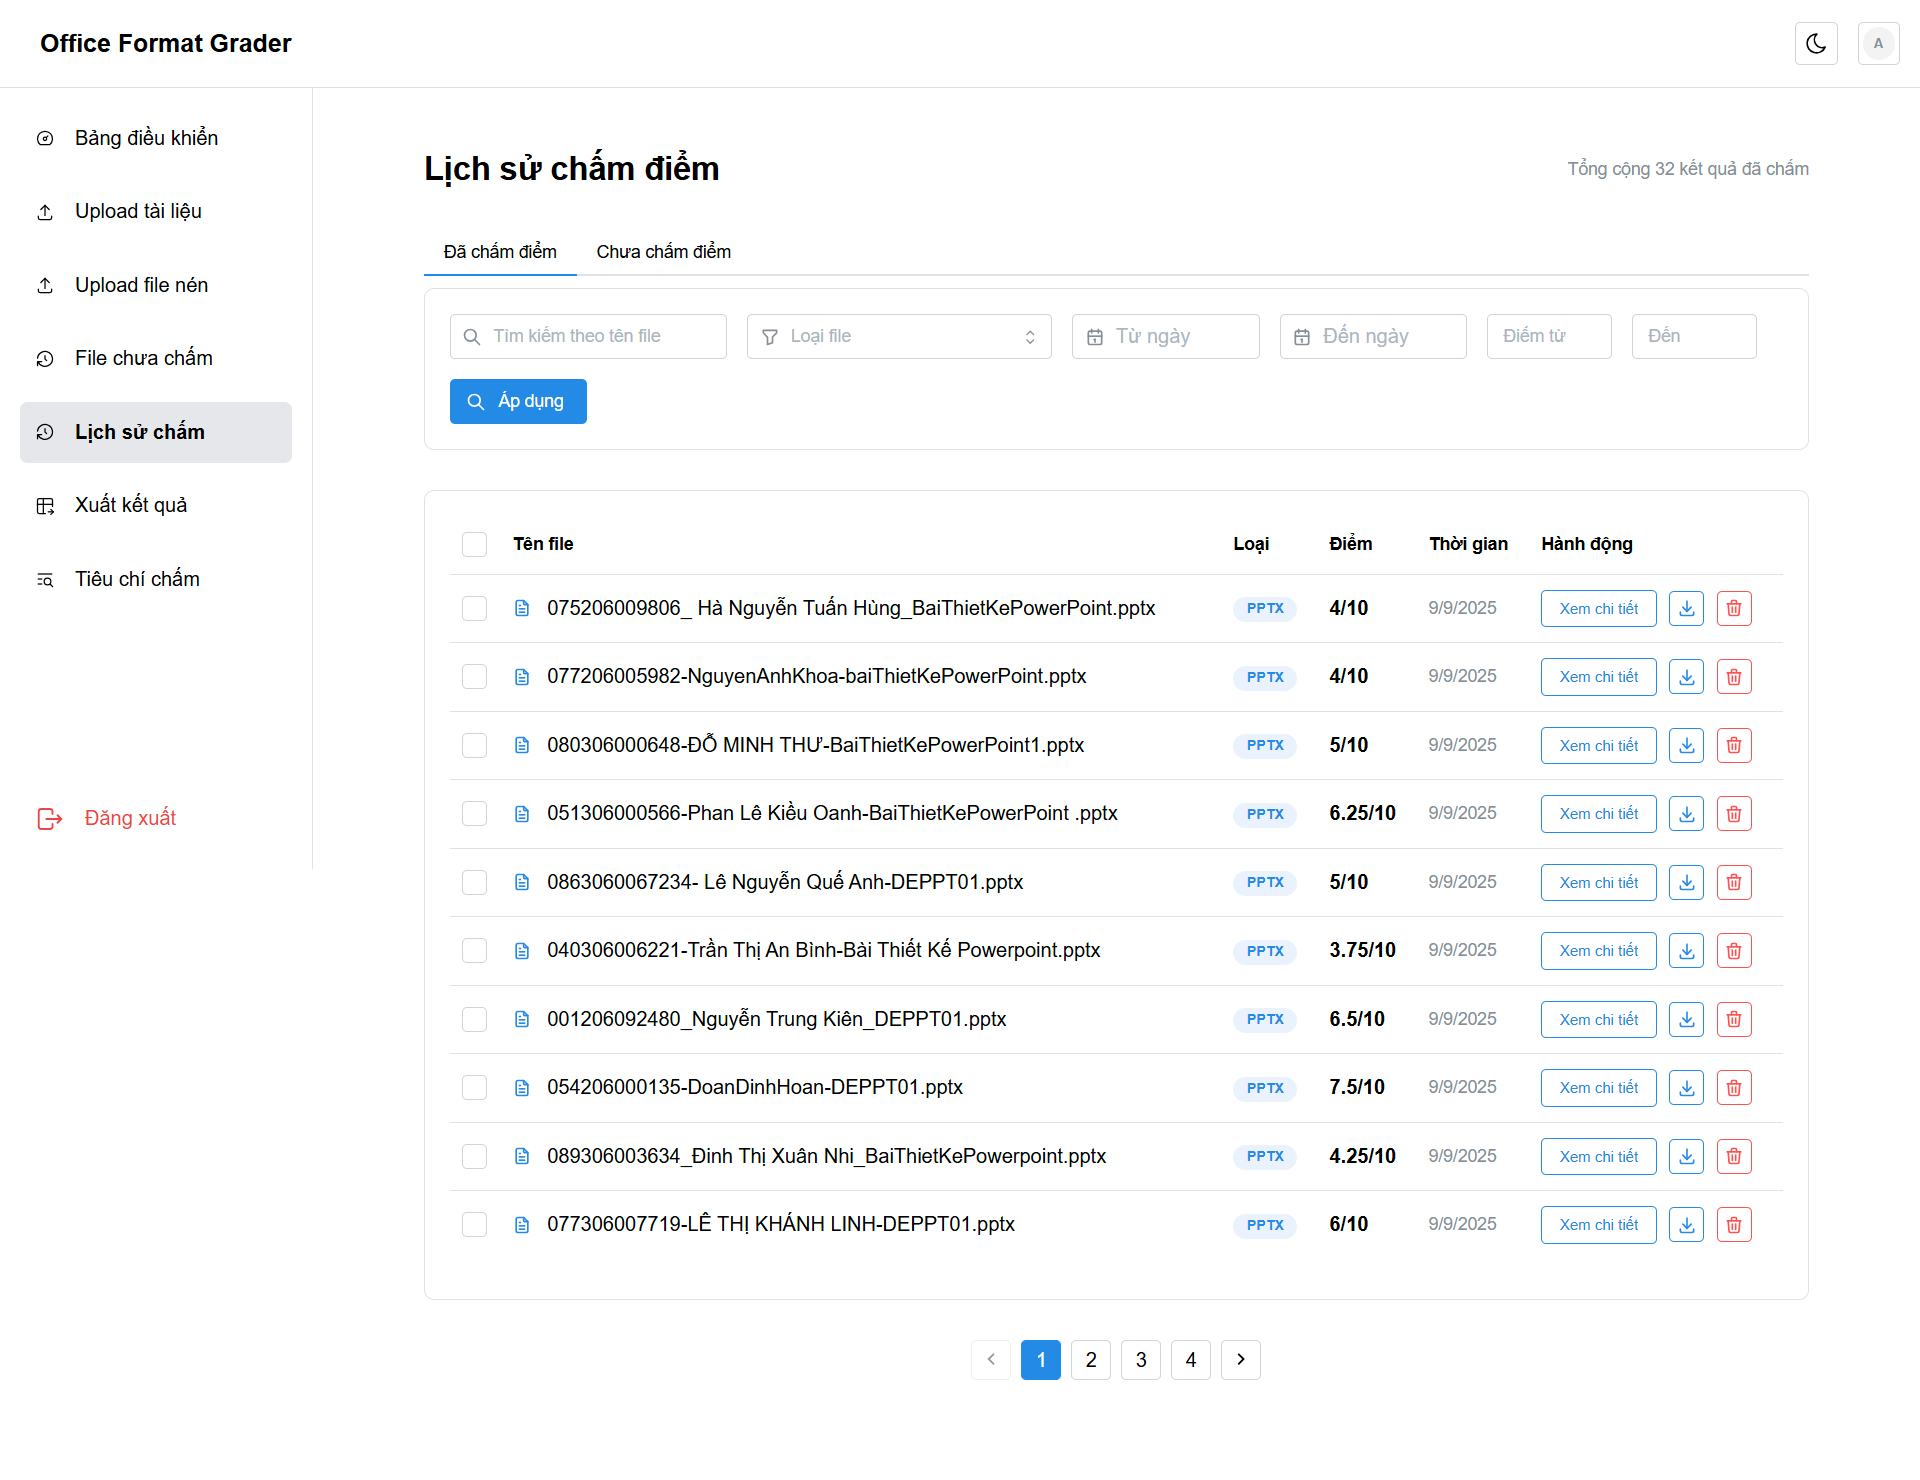 Office Format Grader
A
Bảng điều khiển
Upload tài liệu
Upload file nén
File chưa chấm
Lịch sử chấm
Xuất kết quả
Tiêu chí chấm
Đăng xuất
Lịch sử chấm điểm
Tổng cộng 32 kết quả đã chấm
Đã chấm điểm Chưa chấm điểm
Tìm kiếm theo tên file Loại file Từ ngày Đến ngày Điểm từ Đến
Áp dụng
Tên file Loại Điểm Thời gian Hành động
075206009806_ Hà Nguyễn Tuấn Hùng_BaiThietKePowerPoint.pptx PPTX 4/10 9/9/2025 Xem chi tiết
077206005982-NguyenAnhKhoa-baiThietKePowerPoint.pptx PPTX 4/10 9/9/2025 Xem chi tiết
080306000648-ĐỖ MINH THƯ-BaiThietKePowerPoint1.pptx PPTX 5/10 9/9/2025 Xem chi tiết
051306000566-Phan Lê Kiều Oanh-BaiThietKePowerPoint .pptx PPTX 6.25/10 9/9/2025 Xem chi tiết
0863060067234- Lê Nguyễn Quế Anh-DEPPT01.pptx PPTX 5/10 9/9/2025 Xem chi tiết
040306006221-Trần Thị An Bình-Bài Thiết Kế Powerpoint.pptx PPTX 3.75/10 9/9/2025 Xem chi tiết
001206092480_Nguyễn Trung Kiên_DEPPT01.pptx PPTX 6.5/10 9/9/2025 Xem chi tiết
054206000135-DoanDinhHoan-DEPPT01.pptx PPTX 7.5/10 9/9/2025 Xem chi tiết
089306003634_Đinh Thị Xuân Nhi_BaiThietKePowerpoint.pptx PPTX 4.25/10 9/9/2025 Xem chi tiết
077306007719-LÊ THỊ KHÁNH LINH-DEPPT01.pptx PPTX 6/10 9/9/2025 Xem chi tiết
1 2 3 4